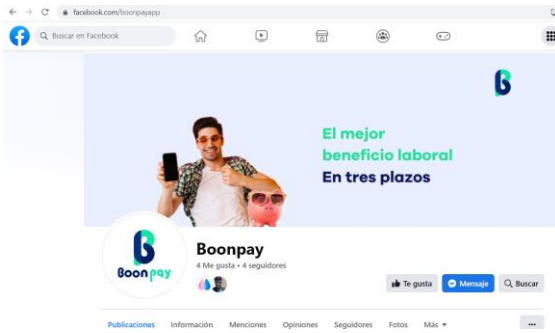 facebook.com/boonpayapp
Buscar en Facebook
El mejor
beneficio laboral
En tres plazos
Boonpay
Boonpay
4 Me gusta • 4 seguidores
Te gusta
Mensaje
Buscar
Publicaciones Información Menciones Opiniones Seguidores Fotos Más